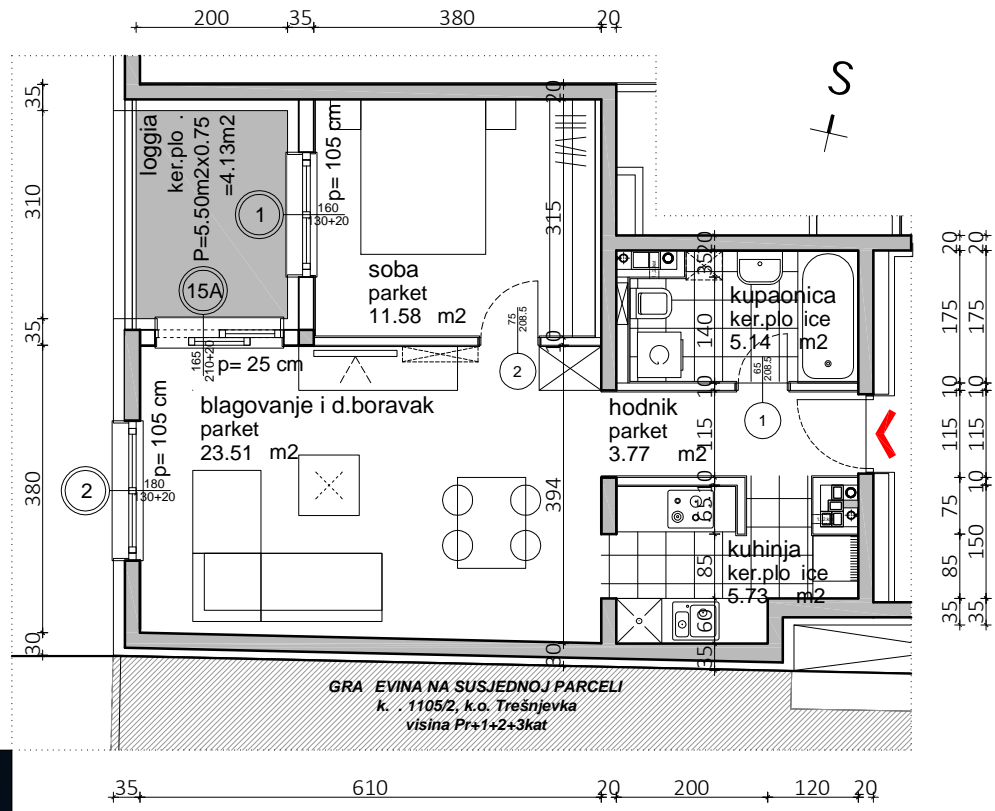 200 35 380 20
S
35
310
35
380
30
loggia
ker.plo .
P=5.50m2x0.75
=4.13m2
1
15A
p= 105 cm
160
130+20
20
315
10
394
30
soba
parket
11.58 m2
75
208.5
2
165
210+20
p= 25 cm
p= 105 cm
2
180
130+20
blagovanje i d.boravak
parket
23.51 m2
20
35
140
10
115
10
65
85
60
35
kupaonica
ker.plo ice
5.14 m2
65
208.5
1
hodnik
parket
3.77 m2
kuhinja
ker.plo ice
5.73 m2
20 20
175 175
10 10
115 115
10 10
75 150
85
35 35
GRA EVINA NA SUSJEDNOJ PARCELI
k. . 1105/2, k.o. Trešnjevka
visina Pr+1+2+3kat
35 610 20 200 120 20